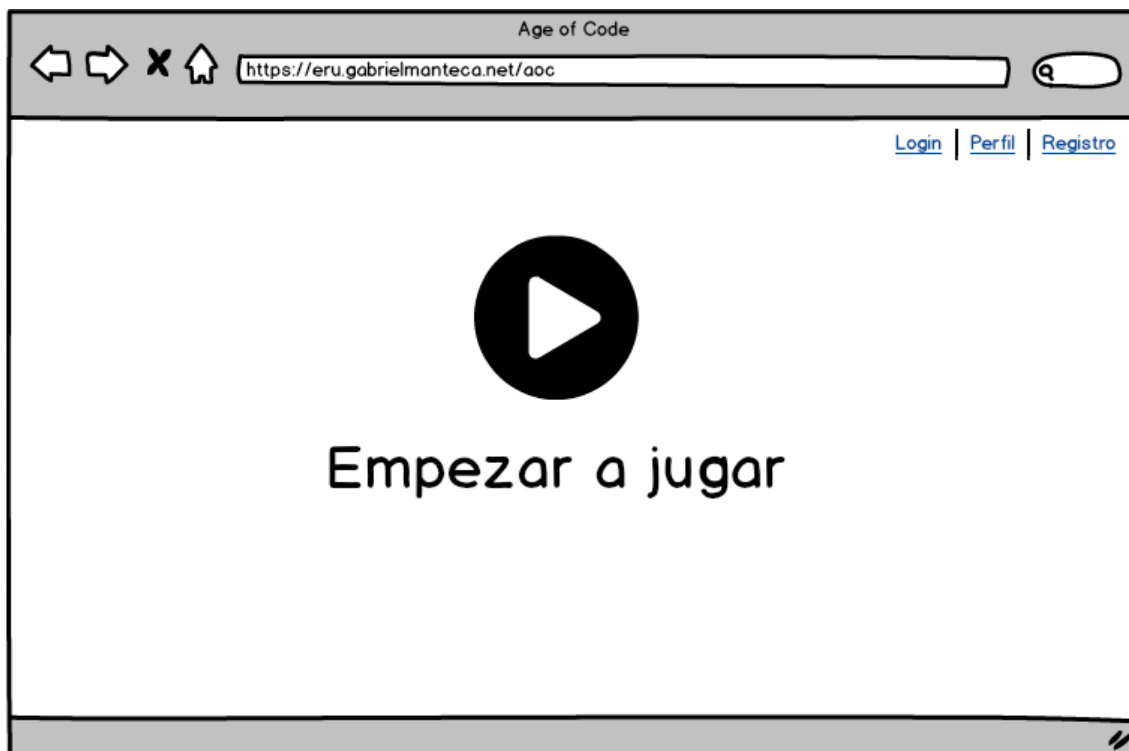 Age of Code
https://eru.gabrielmanteca.net/aoc
Login | Perfil | Registro
Empezar a jugar